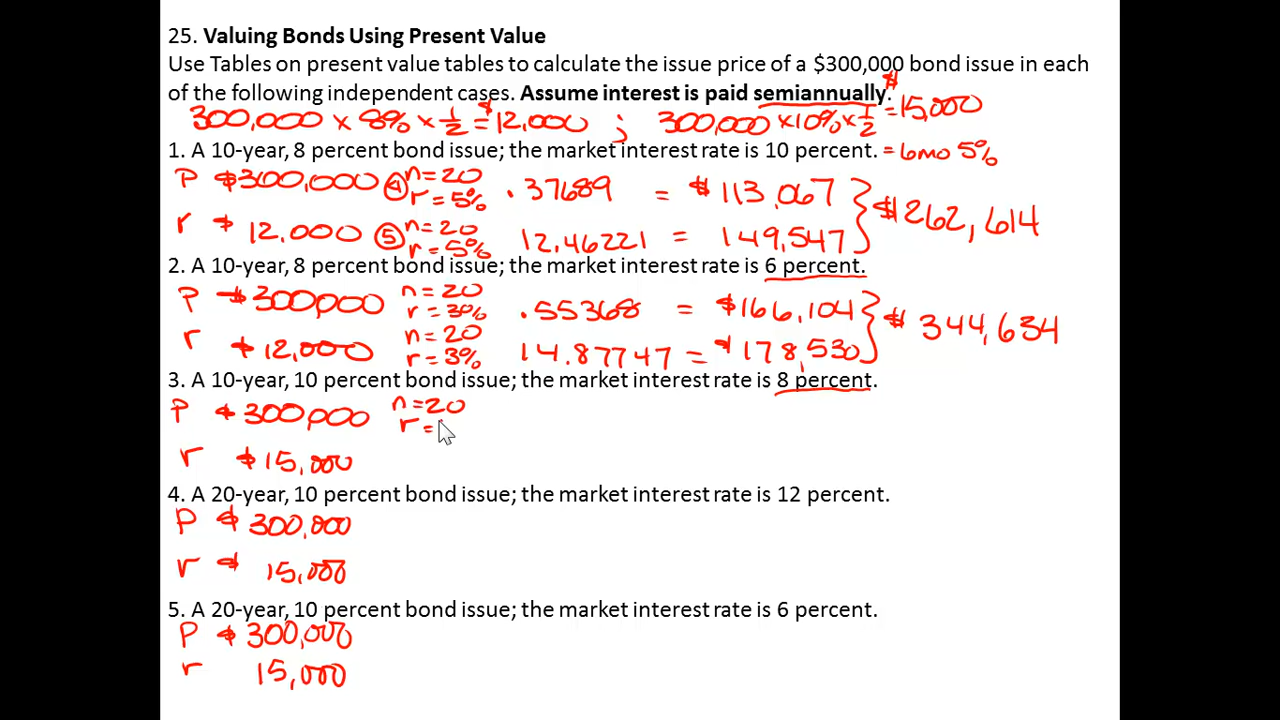 25. Valuing Bonds Using Present Value
Use Tables on present value tables to calculate the issue price of a $300,000 bond issue in each
of the following independent cases. Assume interest is paid semiannually.
300,000 x 8% x 1/2 = $12,000 ; 300,000 x 10% x 1/2 = $15,000
1. A 10-year, 8 percent bond issue; the market interest rate is 10 percent. = 6mo 5%
P $300,000 ④ n=20 r=5% .37689 = $113,067
r $12,000 ⑤ n=20 r=5% 12.46221 = 149,547 } $262,614
2. A 10-year, 8 percent bond issue; the market interest rate is 6 percent.
P $300,000 n=20 r=3% .55368 = $166,104
r $12,000 n=20 r=3% 14.87747 = $178,530 } $344,634
3. A 10-year, 10 percent bond issue; the market interest rate is 8 percent.
P $300,000 n=20 r=
r $15,000
4. A 20-year, 10 percent bond issue; the market interest rate is 12 percent.
P $300,000
r $15,000
5. A 20-year, 10 percent bond issue; the market interest rate is 6 percent.
P $300,000
r 15,000